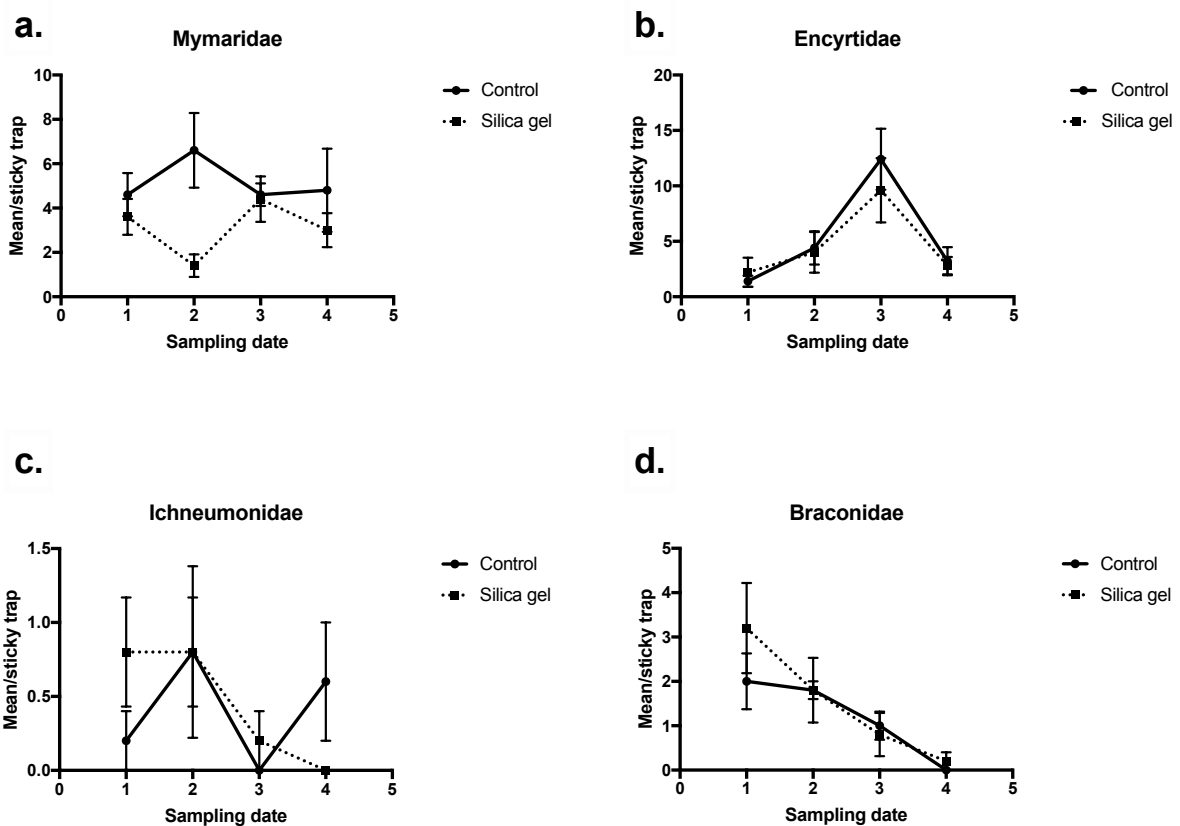 a.
Mymaridae
Mean/sticky trap
10
8
6
4
2
0
0 1 2 3 4 5
Sampling date
Control
Silica gel
b.
Encyrtidae
Mean/sticky trap
20
15
10
5
0
0 1 2 3 4 5
Sampling date
Control
Silica gel
c.
Ichneumonidae
Mean/sticky trap
1.5
1.0
0.5
0.0
0 1 2 3 4 5
Sampling date
Control
Silica gel
d.
Braconidae
Mean/sticky trap
5
4
3
2
1
0
0 1 2 3 4 5
Sampling date
Control
Silica gel